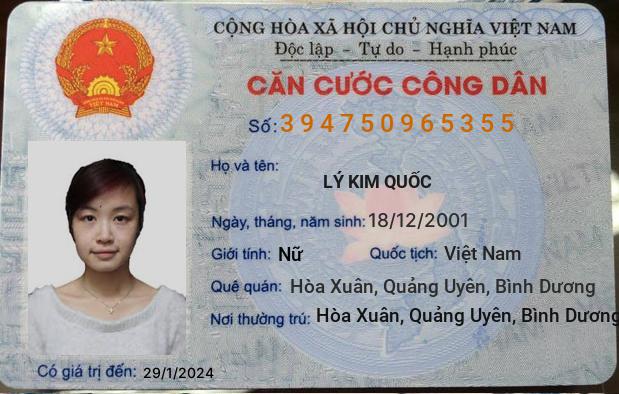 CỘNG HÒA XÃ HỘI CHỦ NGHĨA VIỆT NAM
Độc lập - Tự do - Hạnh phúc
CĂN CƯỚC CÔNG DÂN
Số: 394750965355
Họ và tên:
LÝ KIM QUỐC
Ngày, tháng, năm sinh: 18/12/2001
Giới tính: Nữ Quốc tịch: Việt Nam
Quê quán: Hòa Xuân, Quảng Uyên, Bình Dương
Nơi thường trú: Hòa Xuân, Quảng Uyên, Bình Dương
Có giá trị đến: 29/1/2024
VIỆT NAM